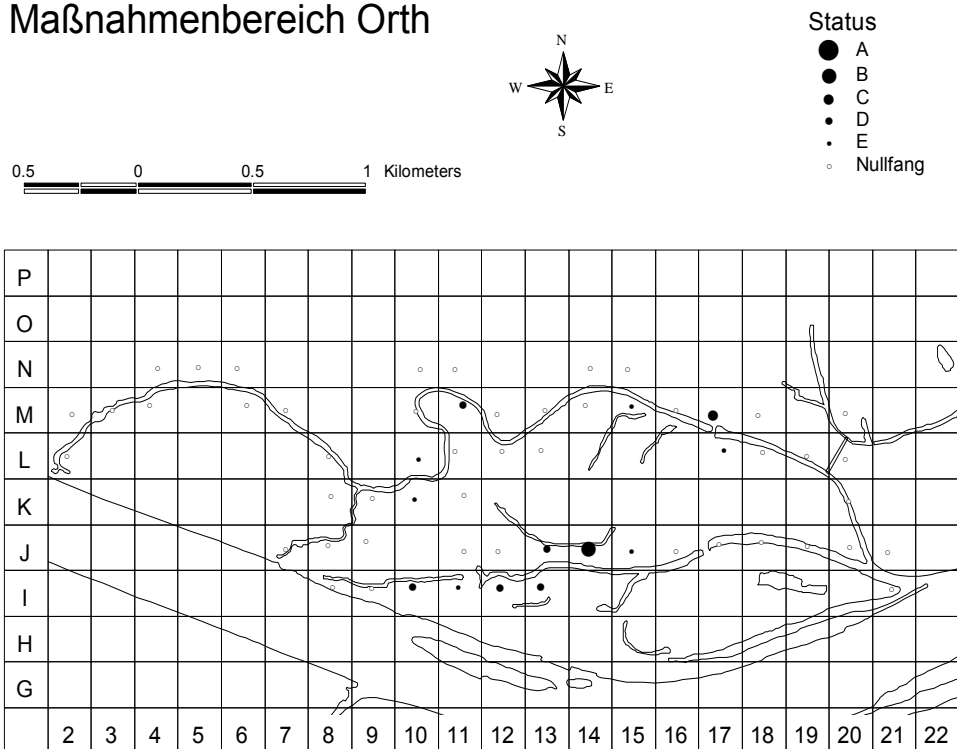 Maßnahmenbereich Orth
N
W E
S
Status
A
B
C
D
E
Nullfang
0.5 0 0.5 1 Kilometers
P
O
N
M
L
K
J
I
H
G
2 3 4 5 6 7 8 9 10 11 12 13 14 15 16 17 18 19 20 21 22